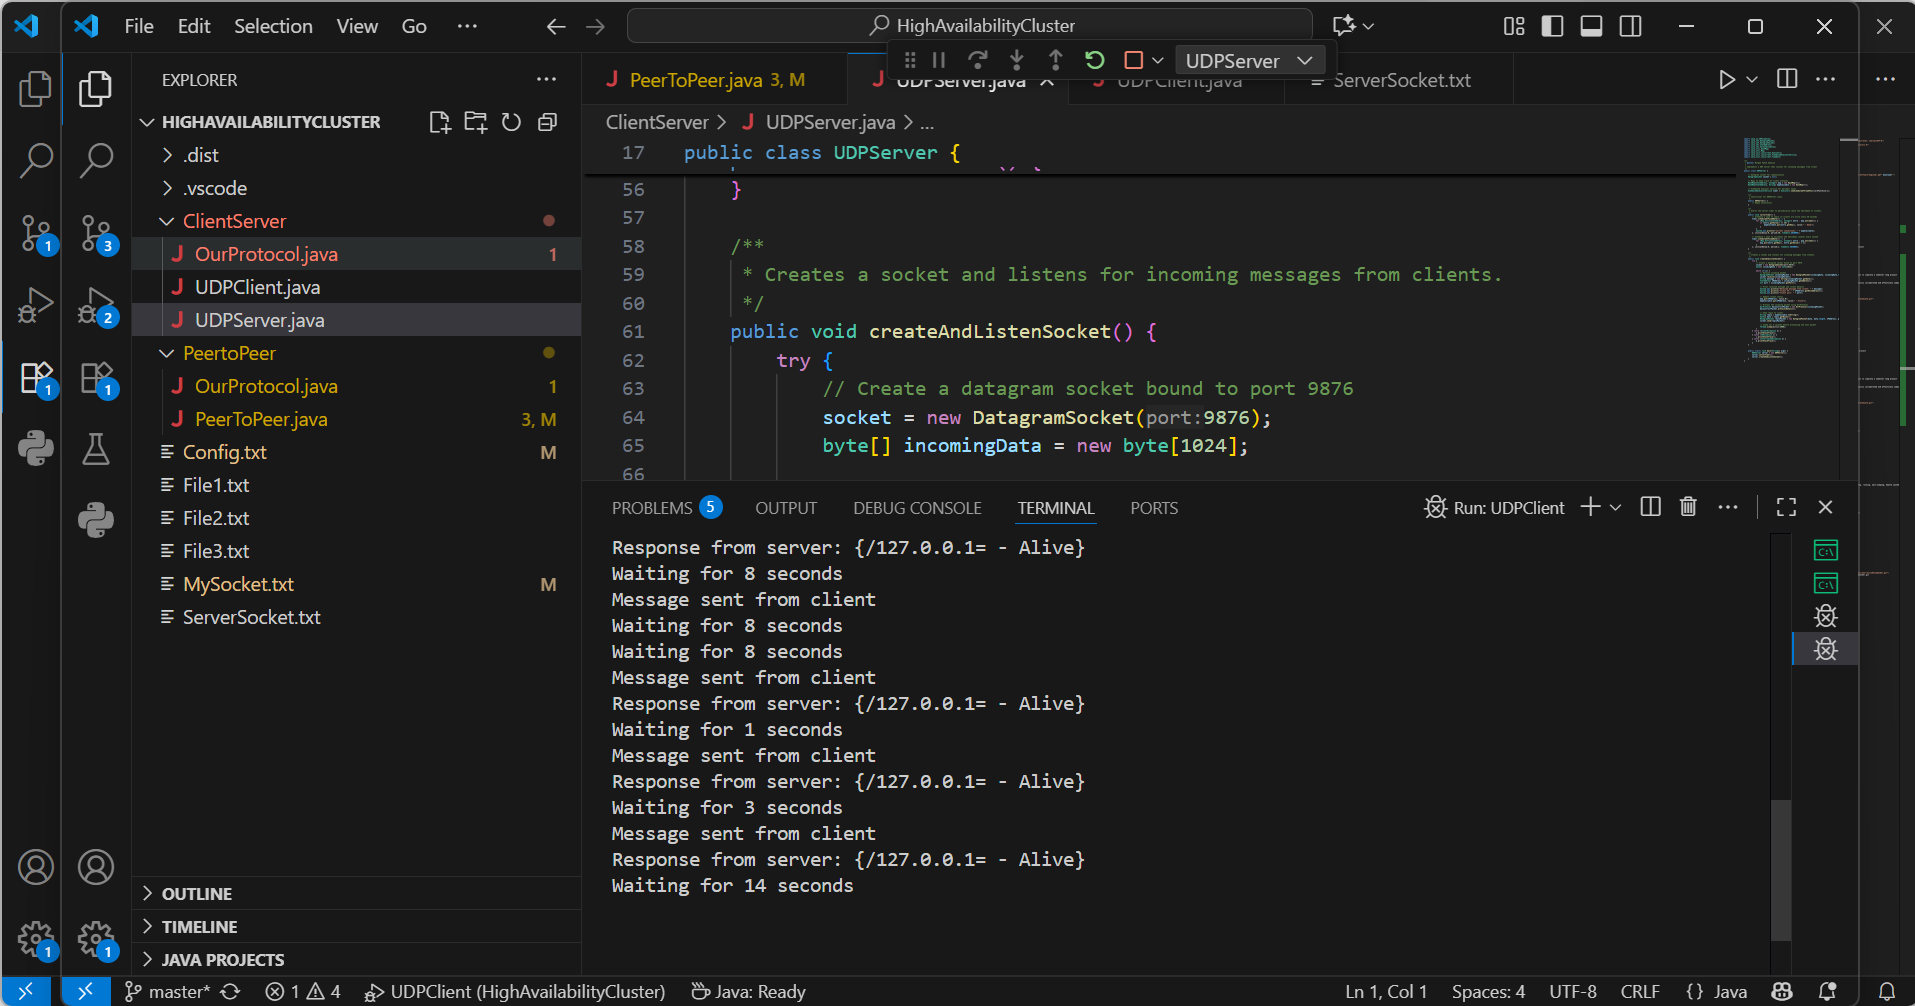 File Edit Selection View Go ···
HighAvailabilityCluster
UDPServer
EXPLORER
HIGHAVAILABILITYCLUSTER
.dist
.vscode
ClientServer
OurProtocol.java 1
UDPClient.java
UDPServer.java
PeertoPeer
OurProtocol.java 1
PeerToPeer.java 3, M
Config.txt M
File1.txt
File2.txt
File3.txt
MySocket.txt M
ServerSocket.txt
OUTLINE
TIMELINE
JAVA PROJECTS
1
1
1
3
2
1
1
PeerToPeer.java 3, M
UDPServer.java
UDPClient.java
ServerSocket.txt
ClientServer > UDPServer.java > ...
17 public class UDPServer {
56 }
57
58 /**
59 * Creates a socket and listens for incoming messages from clients.
60 */
61 public void createAndListenSocket() {
62 try {
63 // Create a datagram socket bound to port 9876
64 socket = new DatagramSocket(port:9876);
65 byte[] incomingData = new byte[1024];
66
PROBLEMS 5 OUTPUT DEBUG CONSOLE TERMINAL PORTS
Run: UDPClient
Response from server: {/127.0.0.1= - Alive}
Waiting for 8 seconds
Message sent from client
Waiting for 8 seconds
Waiting for 8 seconds
Message sent from client
Response from server: {/127.0.0.1= - Alive}
Waiting for 1 seconds
Message sent from client
Response from server: {/127.0.0.1= - Alive}
Waiting for 3 seconds
Message sent from client
Response from server: {/127.0.0.1= - Alive}
Waiting for 14 seconds
master* 1 4 UDPClient (HighAvailabilityCluster) Java: Ready
Ln 1, Col 1 Spaces: 4 UTF-8 CRLF {} Java